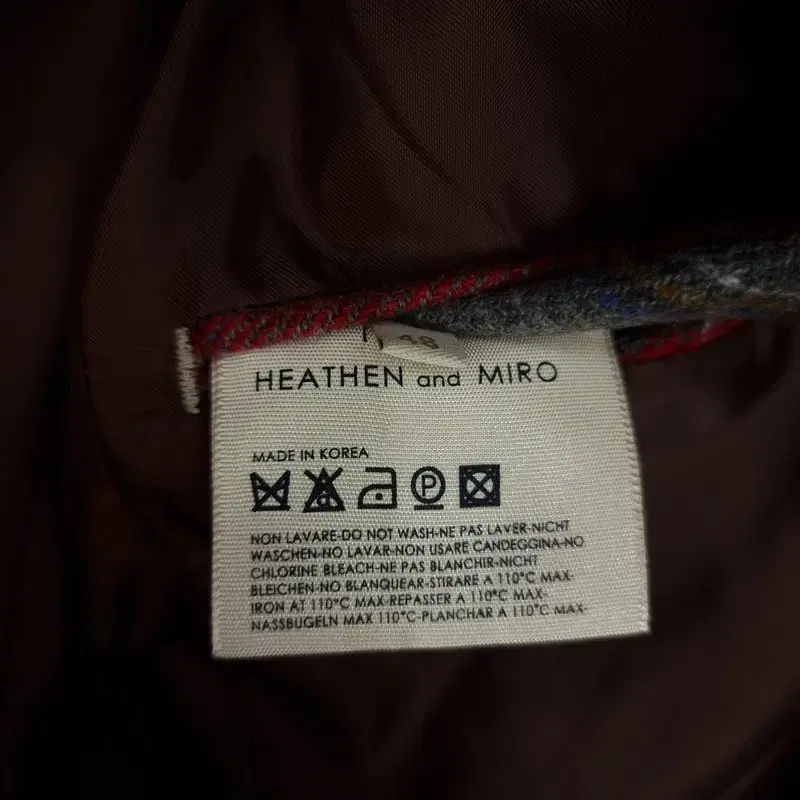 48
HEATHEN and MIRO
MADE IN KOREA
P
NON LAVARE-DO NOT WASH-NE PAS LAVER-NICHT
WASCHEN-NO LAVAR-NON USARE CANDEGGINA-NO
CHLORINE BLEACH-NE PAS BLANCHIR-NICHT
BLEICHEN-NO BLANQUEAR-STIRARE A 110°C MAX-
IRON AT 110°C MAX-REPASSER A 110°C MAX-
NASSBUGELN MAX 110°C-PLANCHAR A 110°C MAX-